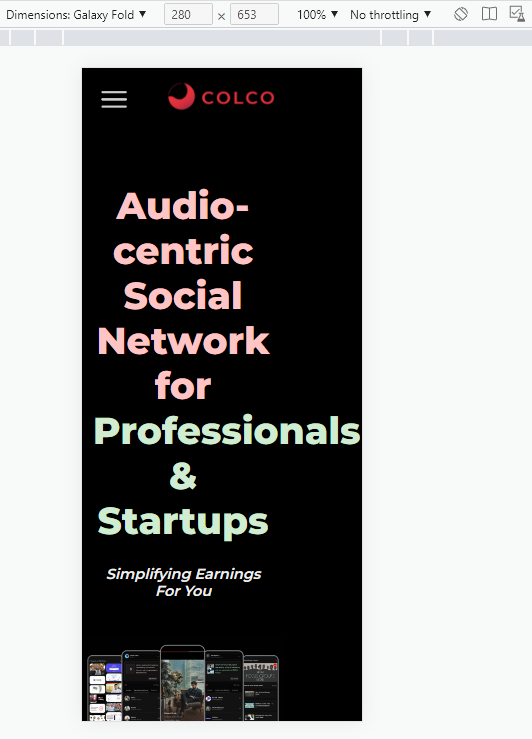 Dimensions: Galaxy Fold ▼ 280 × 653 100% ▼ No throttling ▼
COLCO
Audio-
centric
Social
Network
for
Professionals
&
Startups
Simplifying Earnings
For You